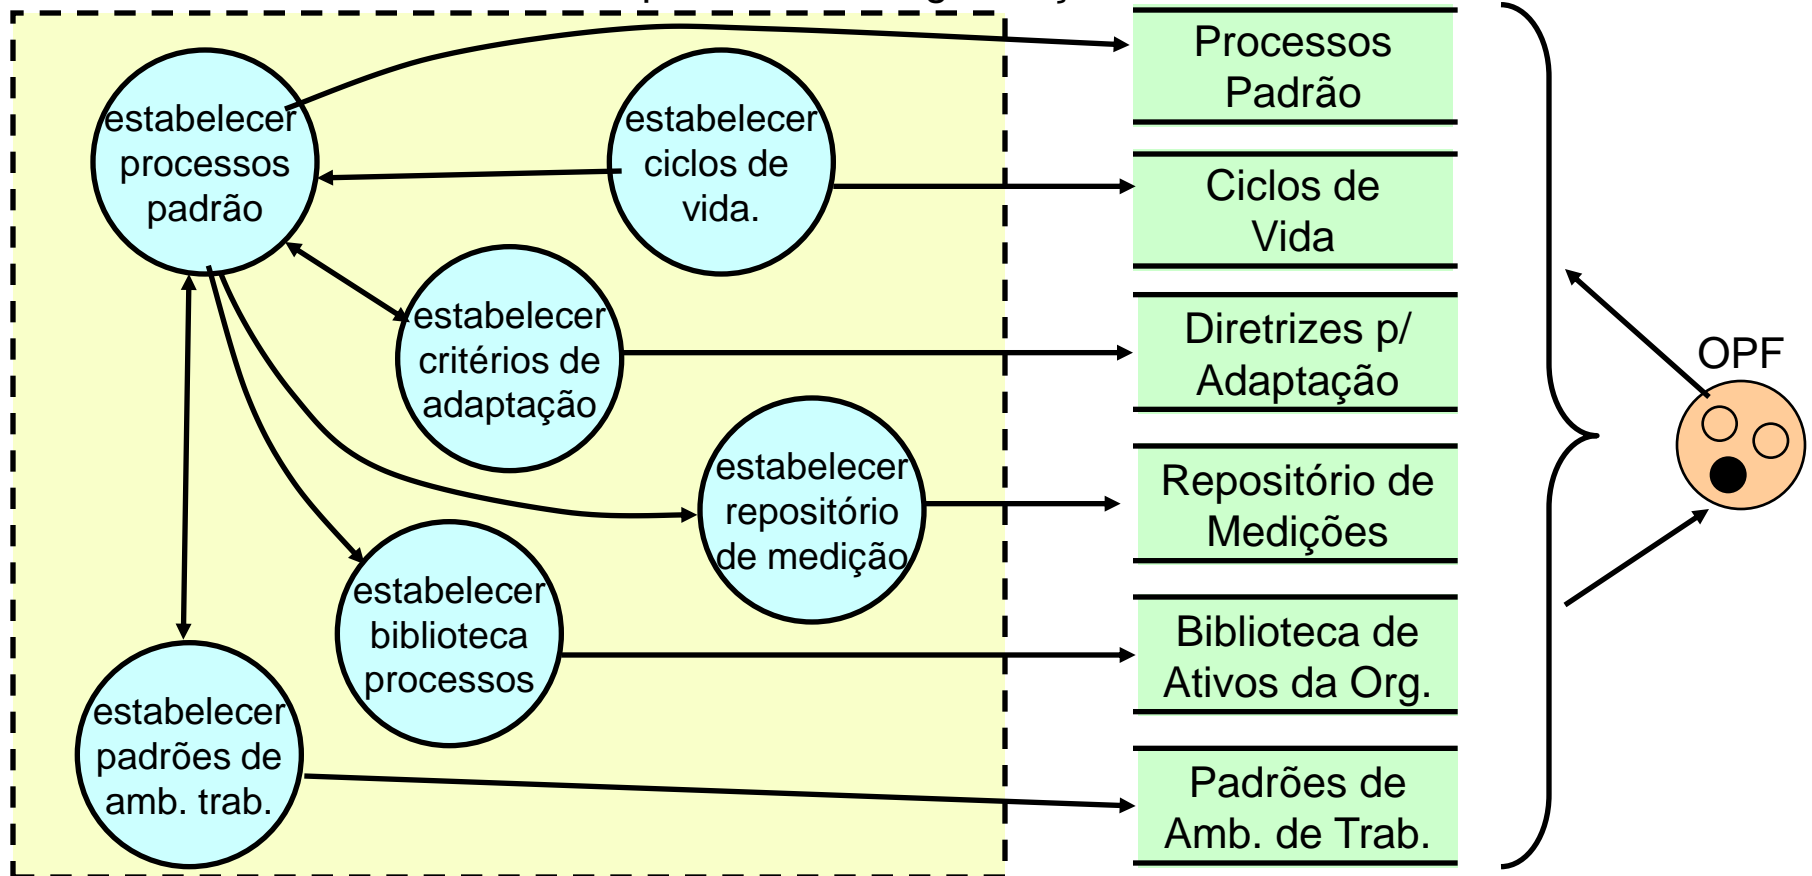 estabelecer
processos
padrão
estabelecer
ciclos de
vida.
estabelecer
critérios de
adaptação
estabelecer
repositório
de medição
estabelecer
biblioteca
processos
estabelecer
padrões de
amb. trab.
Processos
Padrão
Ciclos de
Vida
Diretrizes p/
Adaptação
Repositório de
Medições
Biblioteca de
Ativos da Org.
Padrões de
Amb. de Trab.
OPF